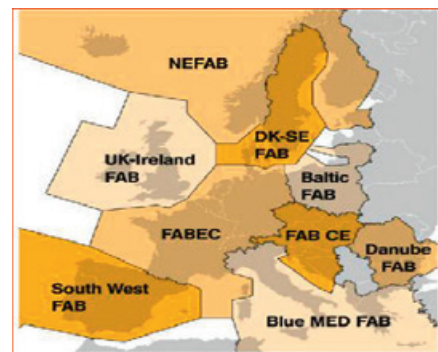 NEFAB
DK-SE
FAB
UK-Ireland
FAB
Baltic
FAB
FABEC
FAB CE
Danube
FAB
South West
FAB
Blue MED FAB